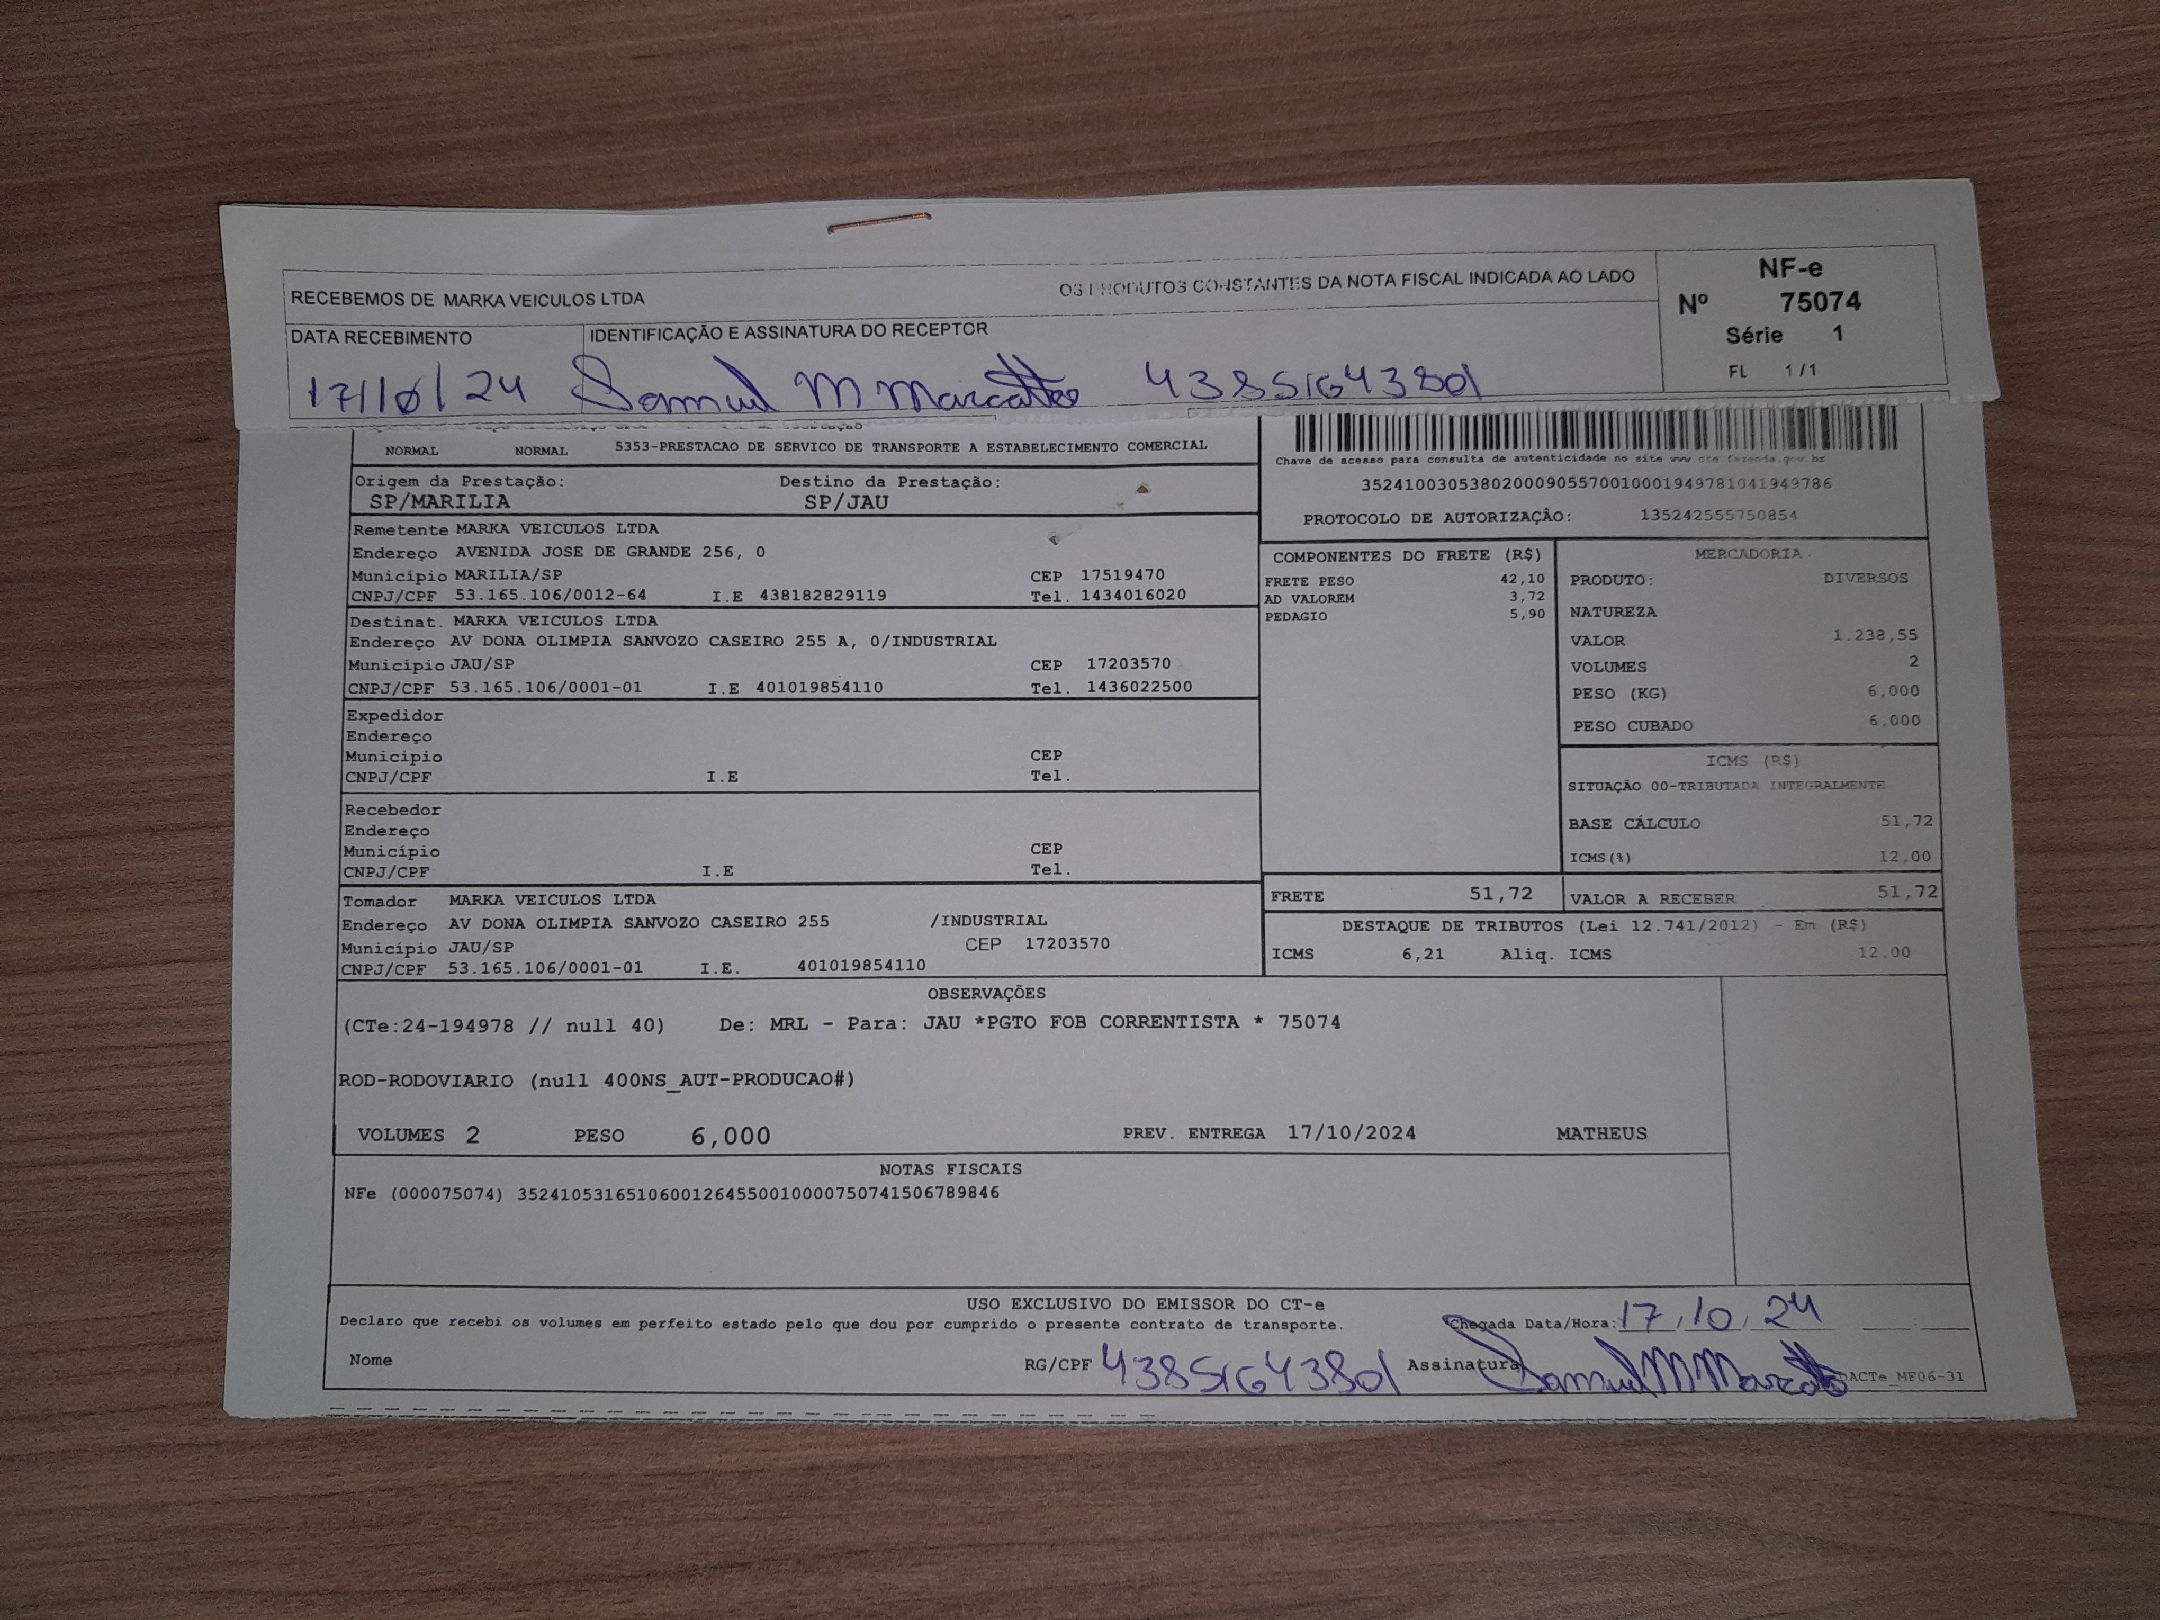 RECEBEMOS DE MARKA VEICULOS LTDA OS PRODUTOS CONSTANTES DA NOTA FISCAL INDICADA AO LADO
NF-e
Nº 75074
Série 1
FL 1/1
DATA RECEBIMENTO IDENTIFICAÇÃO E ASSINATURA DO RECEPTOR
17/10/24 Samuel M Marcatto
NORMAL NORMAL 5353-PRESTACAO DE SERVICO DE TRANSPORTE A ESTABELECIMENTO COMERCIAL
Chave de acesso para consulta de autenticidade no site www.cte.fazenda.gov.br
35241003053802000905570010001949781041949786
PROTOCOLO DE AUTORIZAÇÃO: 135242555750854
Origem da Prestação: Destino da Prestação:
SP/MARILIA SP/JAU
Remetente MARKA VEICULOS LTDA
Endereço AVENIDA JOSE DE GRANDE 256, 0
Município MARILIA/SP CEP 17519470
CNPJ/CPF 53.165.106/0012-64 I.E 438182829119 Tel. 1434016020
Destinat. MARKA VEICULOS LTDA
Endereço AV DONA OLIMPIA SANVOZO CASEIRO 255 A, 0/INDUSTRIAL
Município JAU/SP CEP 17203570
CNPJ/CPF 53.165.106/0001-01 I.E 401019854110 Tel. 1436022500
Expedidor
Endereço
Município CEP
CNPJ/CPF I.E Tel.
Recebedor
Endereço
Município CEP
CNPJ/CPF I.E Tel.
Tomador MARKA VEICULOS LTDA
Endereço AV DONA OLIMPIA SANVOZO CASEIRO 255 /INDUSTRIAL
Município JAU/SP CEP 17203570
CNPJ/CPF 53.165.106/0001-01 I.E. 401019854110
COMPONENTES DO FRETE (R$)
FRETE PESO 42,10
AD VALOREM 3,72
PEDAGIO 5,90
MERCADORIA
PRODUTO: DIVERSOS
NATUREZA
VALOR 1.238,55
VOLUMES 2
PESO (KG) 6,000
PESO CUBADO 6,000
ICMS (R$)
SITUAÇÃO 00-TRIBUTADA INTEGRALMENTE
BASE CÁLCULO 51,72
ICMS(%) 12,00
FRETE 51,72 VALOR A RECEBER 51,72
DESTAQUE DE TRIBUTOS (Lei 12.741/2012) - Em (R$)
ICMS 6,21 Aliq. ICMS 12,00
OBSERVAÇÕES
(CTe:24-194978 // null 40) De: MRL - Para: JAU *PGTO FOB CORRENTISTA * 75074
ROD-RODOVIARIO (null 400NS_AUT-PRODUCAO#)
VOLUMES 2 PESO 6,000 PREV. ENTREGA 17/10/2024 MATHEUS
NOTAS FISCAIS
NFe (000075074) 35241053165106001264550010000750741506789846
USO EXCLUSIVO DO EMISSOR DO CT-e
Declaro que recebi os volumes em perfeito estado pelo que dou por cumprido o presente contrato de transporte. Chegada Data/Hora: 17/10/24
Nome RG/CPF Assinatura Samuel M Marcatto DACTe_MF06-31